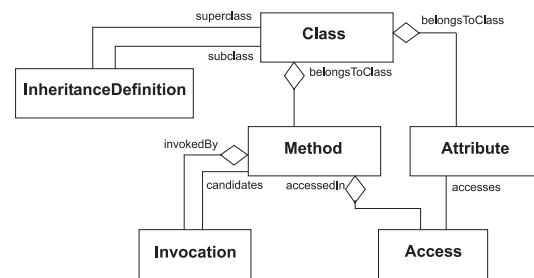 superclass
Class
belongsToClass
subclass
InheritanceDefinition
belongsToClass
invokedBy
Method
Attribute
candidates
accessedIn
accesses
Invocation
Access